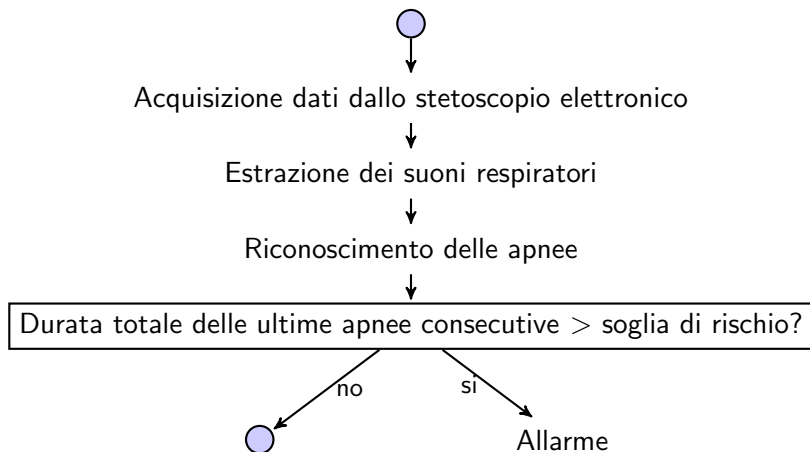 Acquisizione dati dallo stetoscopio elettronico
Estrazione dei suoni respiratori
Riconoscimento delle apnee
Durata totale delle ultime apnee consecutive > soglia di rischio?
no
si
Allarme